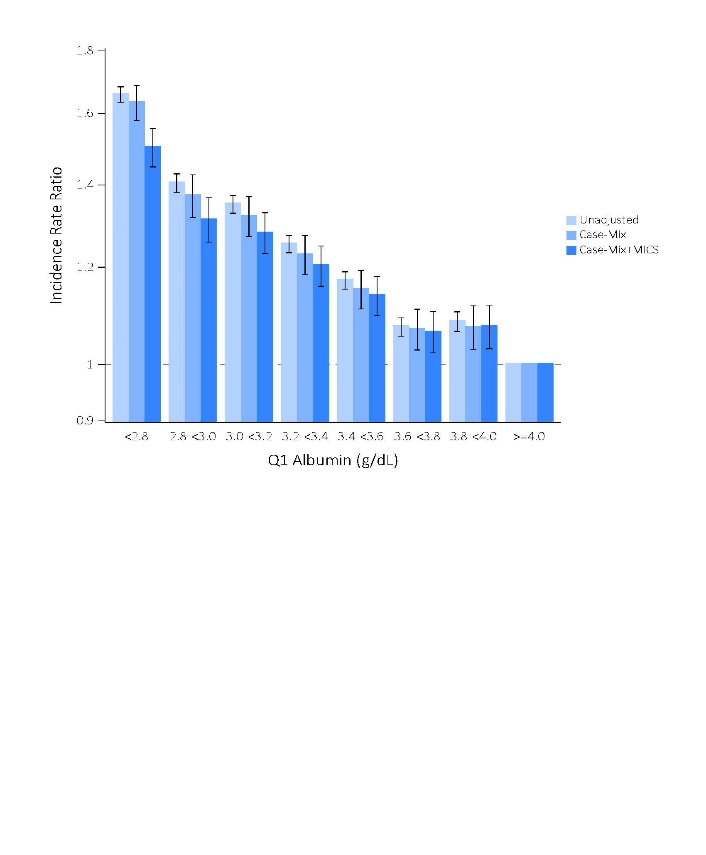 1.8
1.6
1.4
1.2
1
0.9
Incidence Rate Ratio
<2.8 2.8-<3.0 3.0-<3.2 3.2-<3.4 3.4-<3.6 3.6-<3.8 3.8-<4.0 >=4.0
Q1 Albumin (g/dL)
Unadjusted
Case-Mix
Case-Mix+MICS